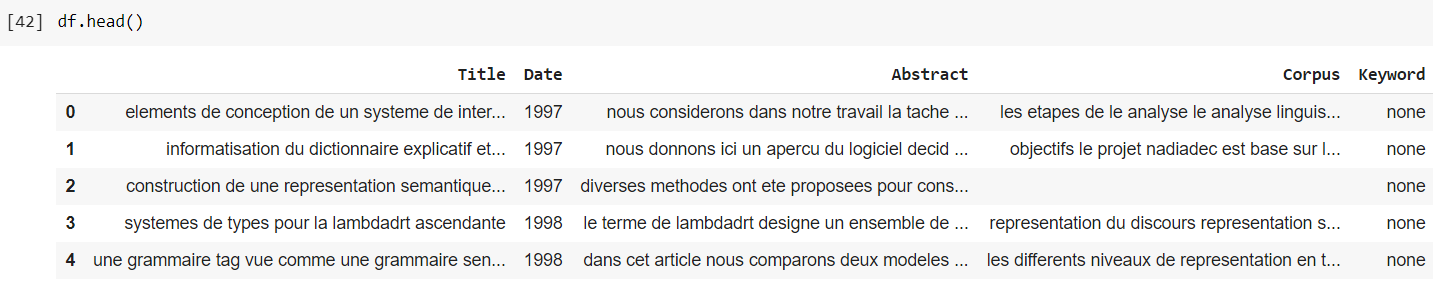 [42] df.head()
Title Date Abstract Corpus Keyword
0 elements de conception de un systeme de inter... 1997 nous considerons dans notre travail la tache ... les etapes de le analyse le analyse linguis... none
1 informatisation du dictionnaire explicatif et... 1997 nous donnons ici un apercu du logiciel decid ... objectifs le projet nadiadec est base sur l... none
2 construction de une representation semantique... 1997 diverses methodes ont ete proposees pour cons... none
3 systemes de types pour la lambdadrt ascendante 1998 le terme de lambdadrt designe un ensemble de ... representation du discours representation s... none
4 une grammaire tag vue comme une grammaire sen... 1998 dans cet article nous comparons deux modeles ... les differents niveaux de representation en t... none